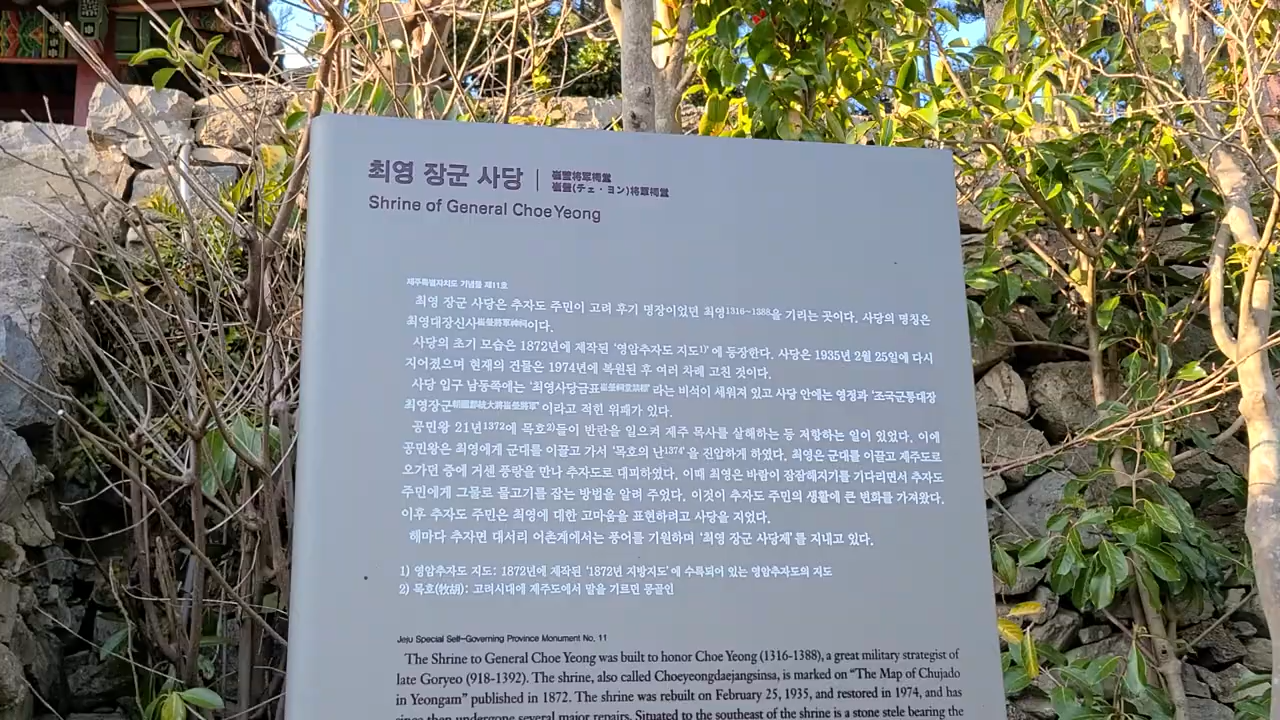 최영 장군 사당
崔瑩将军祠堂
崔瑩(チェ・ヨン)将軍祠堂
Shrine of General Choe Yeong
제주특별자치도 기념물 제11호
최영 장군 사당은 추자도 주민이 고려 후기 명장이었던 최영1316~1388을 기리는 곳이다. 사당의 명칭은
최영대장신사崔瑩將軍神祠이다.
사당의 초기 모습은 1872년에 제작된 ‘영암추자도 지도1)’에 등장한다. 사당은 1935년 2월 25일에 다시
지어졌으며 현재의 건물은 1974년에 복원된 후 여러 차례 고친 것이다.
사당 입구 남동쪽에는 ‘최영사당금표崔瑩祠堂禁標’라는 비석이 세워져 있고 사당 안에는 영정과 ‘조국군통대장
최영장군朝國郡統大將崔瑩將軍’이라고 적힌 위패가 있다.
공민왕 21년1372에 목호2)들이 반란을 일으켜 제주 목사를 살해하는 등 저항하는 일이 있었다. 이에
공민왕은 최영에게 군대를 이끌고 가서 ‘목호의 난1374’을 진압하게 하였다. 최영은 군대를 이끌고 제주도로
오가던 중에 거센 풍랑을 만나 추자도로 대피하였다. 이때 최영은 바람이 잠잠해지기를 기다리면서 추자도
주민에게 그물로 물고기를 잡는 방법을 알려 주었다. 이것이 추자도 주민의 생활에 큰 변화를 가져왔다.
이후 추자도 주민은 최영에 대한 고마움을 표현하려고 사당을 지었다.
해마다 추자면 대서리 어촌계에서는 풍어를 기원하며 ‘최영 장군 사당제’를 지내고 있다.
1) 영암추자도 지도: 1872년에 제작된 ‘1872년 지방지도’에 수록되어 있는 영암추자도의 지도
2) 목호(牧胡): 고려시대에 제주도에서 말을 기르던 몽골인
Jeju Special Self-Governing Province Monument No. 11
The Shrine to General Choe Yeong was built to honor Choe Yeong (1316-1388), a great military strategist of
late Goryeo (918-1392). The shrine, also called Choeyeongdaejangsinsa, is marked on “The Map of Chujado
in Yeongam” published in 1872. The shrine was rebuilt on February 25, 1935, and restored in 1974, and has
since then undergone several major repairs. Situated to the southeast of the shrine is a stone stele bearing the